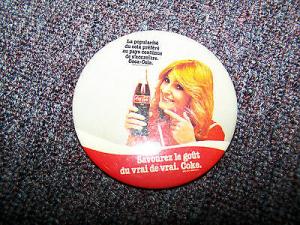 La popularité
du cola préféré
au pays continue
de s'accroître.
Coca-Cola.
Savourez le goût
du vrai de vrai. Coke.